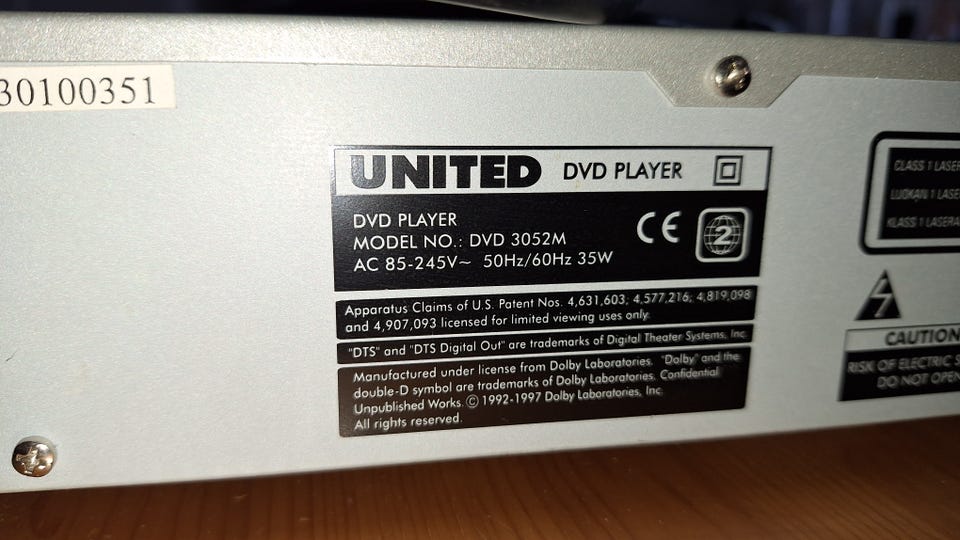 30100351
UNITED DVD PLAYER
DVD PLAYER
MODEL NO.: DVD 3052M
AC 85-245V~ 50Hz/60Hz 35W
CE
2
Apparatus Claims of U.S. Patent Nos. 4,631,603; 4,577,216; 4,819,098
and 4,907,093 licensed for limited viewing uses only.
"DTS" and "DTS Digital Out" are trademarks of Digital Theater Systems, Inc.
Manufactured under license from Dolby Laboratories. "Dolby" and the
double-D symbol are trademarks of Dolby Laboratories. Confidential
Unpublished Works. © 1992-1997 Dolby Laboratories, Inc.
All rights reserved.
CLASS 1 LASER
LUOKAN 1 LASE
KLASS 1 LASERA
CAUTION
RISK OF ELECTRIC S
DO NOT OPEN